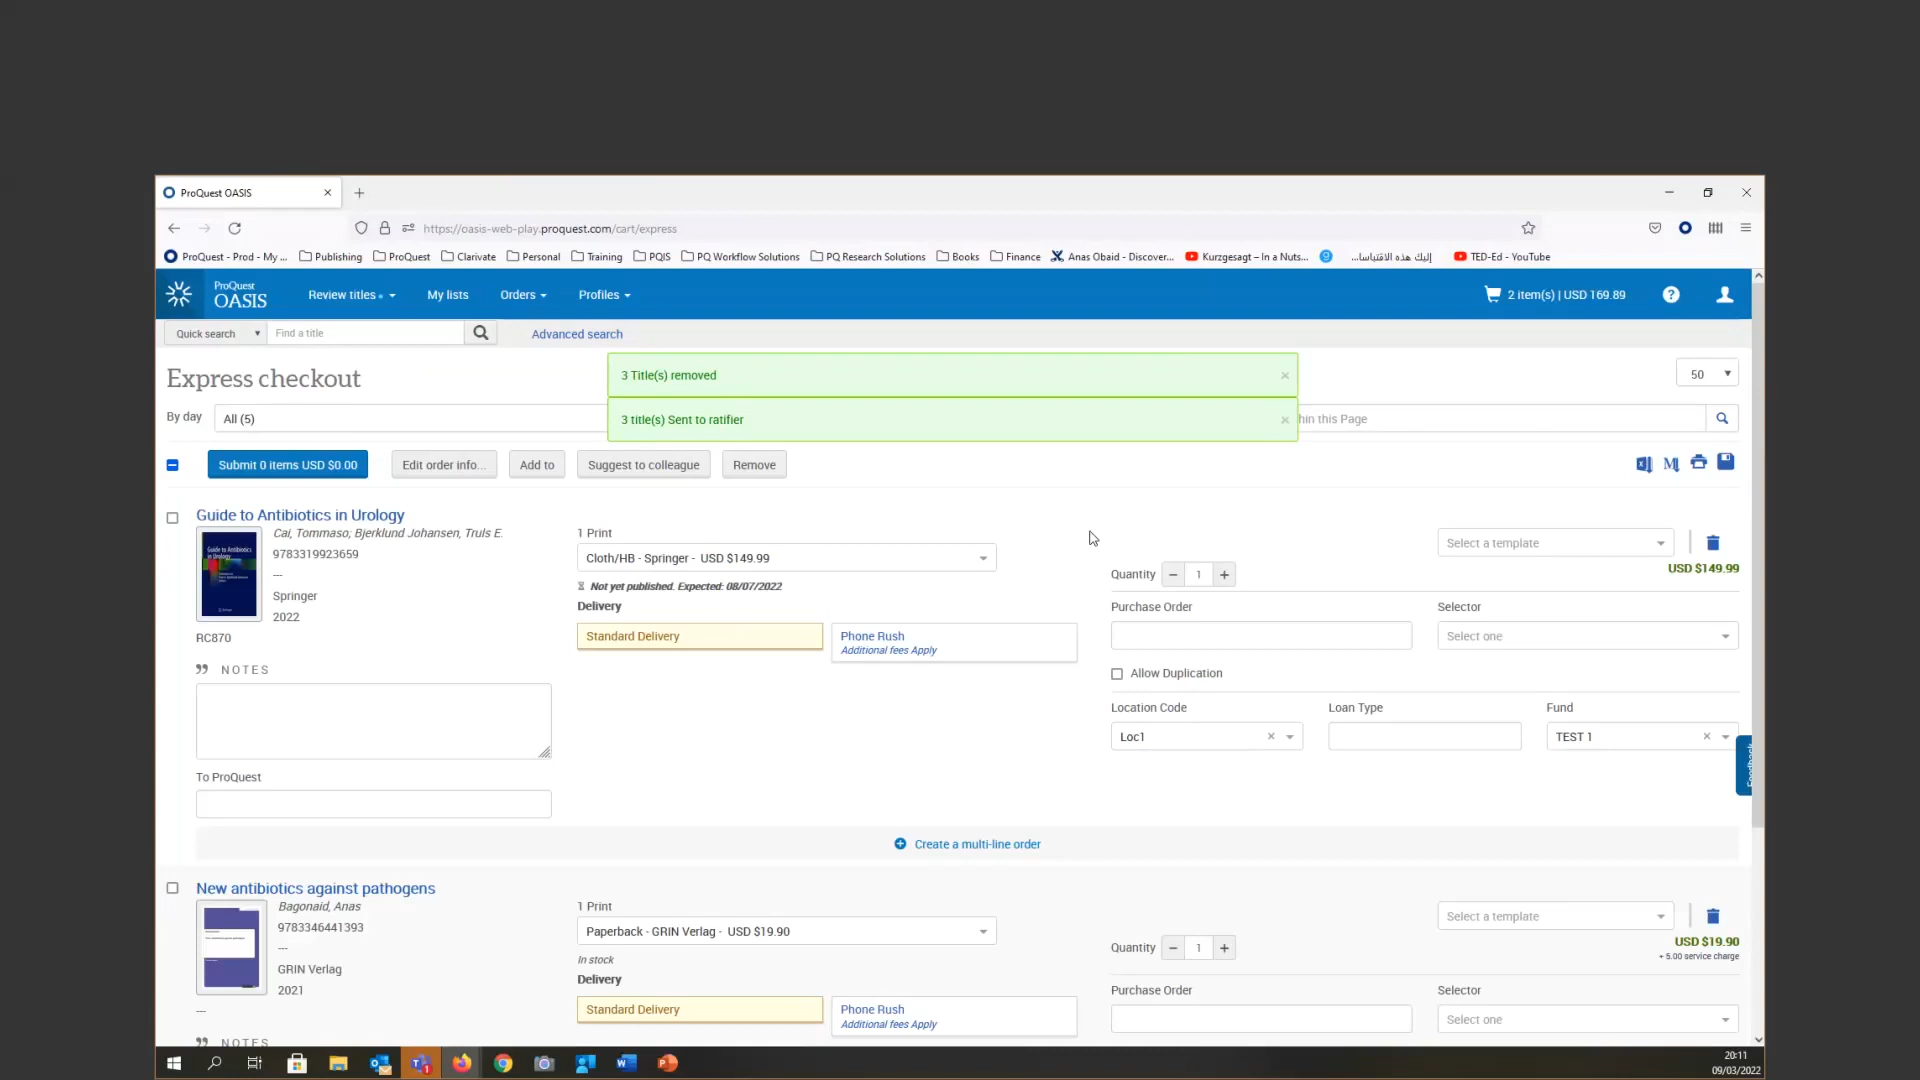 ProQuest OASIS
https://oasis-web-play.proquest.com/cart/express
ProQuest - Prod - My ... Publishing ProQuest Clarivate Personal Training PQIS PQ Workflow Solutions PQ Research Solutions Books Finance Anas Obaid - Discover... Kurzgesagt – In a Nuts... إليك هذه الاقتباسا... TED-Ed - YouTube
ProQuest
OASIS
Review titles My lists Orders Profiles 2 item(s) | USD 169.89 ?
Quick search Find a title Advanced search
3 Title(s) removed
Express checkout 50
3 title(s) Sent to ratifier
By day All (5) hin this Page
Submit 0 items USD $0.00 Edit order info... Add to Suggest to colleague Remove
Guide to Antibiotics in Urology
Cai, Tommaso; Bjerklund Johansen, Truls E.
9783319923659
---
Springer
2022
RC870
NOTES
To ProQuest
1 Print
Cloth/HB - Springer - USD $149.99
Not yet published. Expected: 08/07/2022
Delivery
Standard Delivery
Phone Rush
Additional fees Apply
Select a template
USD $149.99
Quantity - 1 +
Purchase Order
Selector
Select one
Allow Duplication
Location Code Loan Type Fund
Loc1 TEST 1
Feedback
Create a multi-line order
New antibiotics against pathogens
Bagonaid, Anas
9783346441393
---
GRIN Verlag
2021
---
NOTES
1 Print
Paperback - GRIN Verlag - USD $19.90
In stock
Delivery
Standard Delivery
Phone Rush
Additional fees Apply
Select a template
USD $19.90
+ 5.00 service charge
Quantity - 1 +
Purchase Order
Selector
Select one
20:11
09/03/2022